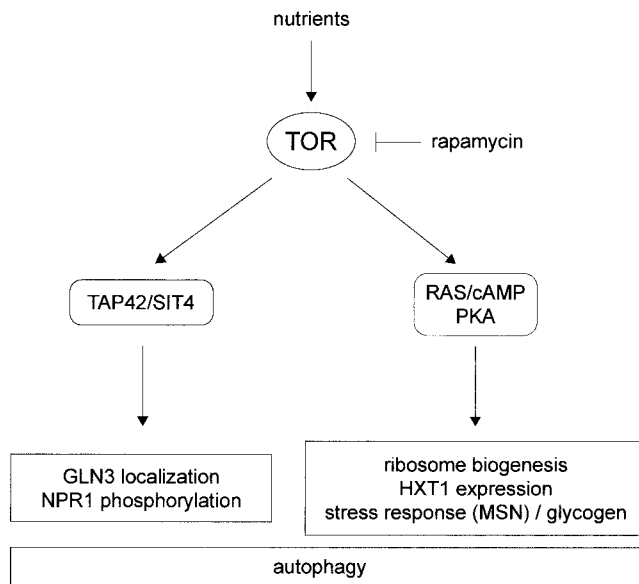 nutrients
TOR
rapamycin
TAP42/SIT4
RAS/cAMP
PKA
GLN3 localization
NPR1 phosphorylation
ribosome biogenesis
HXT1 expression
stress response (MSN) / glycogen
autophagy